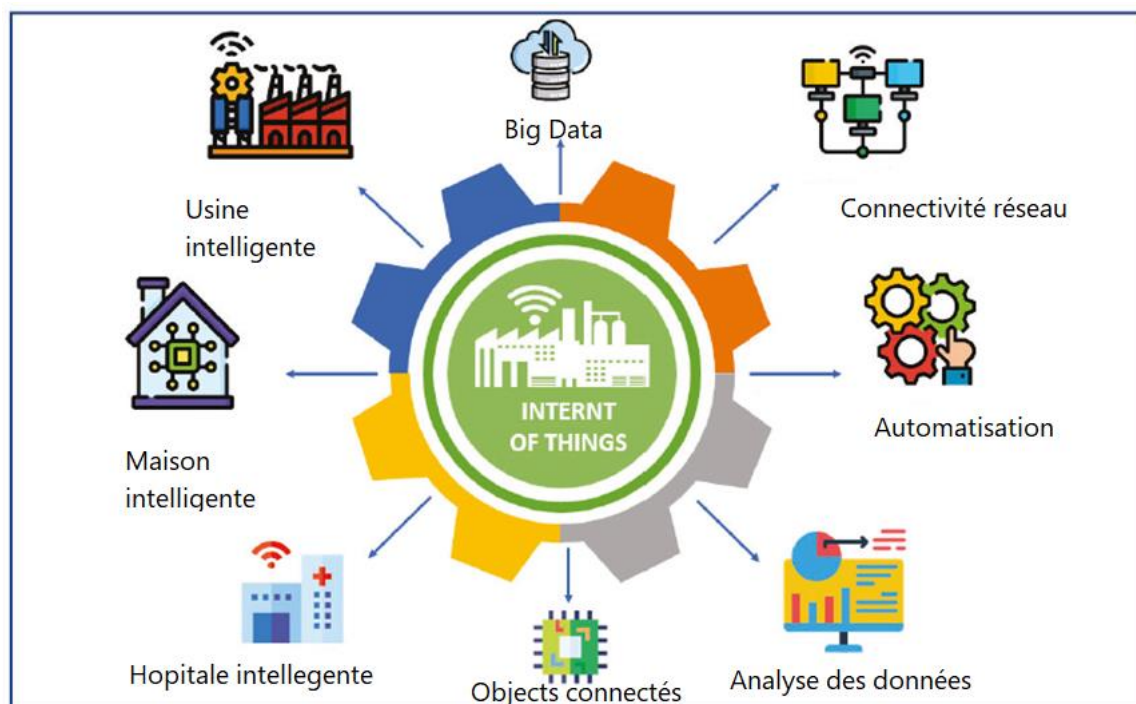 Big Data
Usine
intelligente
Connectivité réseau
INTERNT
OF THINGS
Maison
intelligente
Automatisation
Hopitale intellegente
Objects connectés
Analyse des données